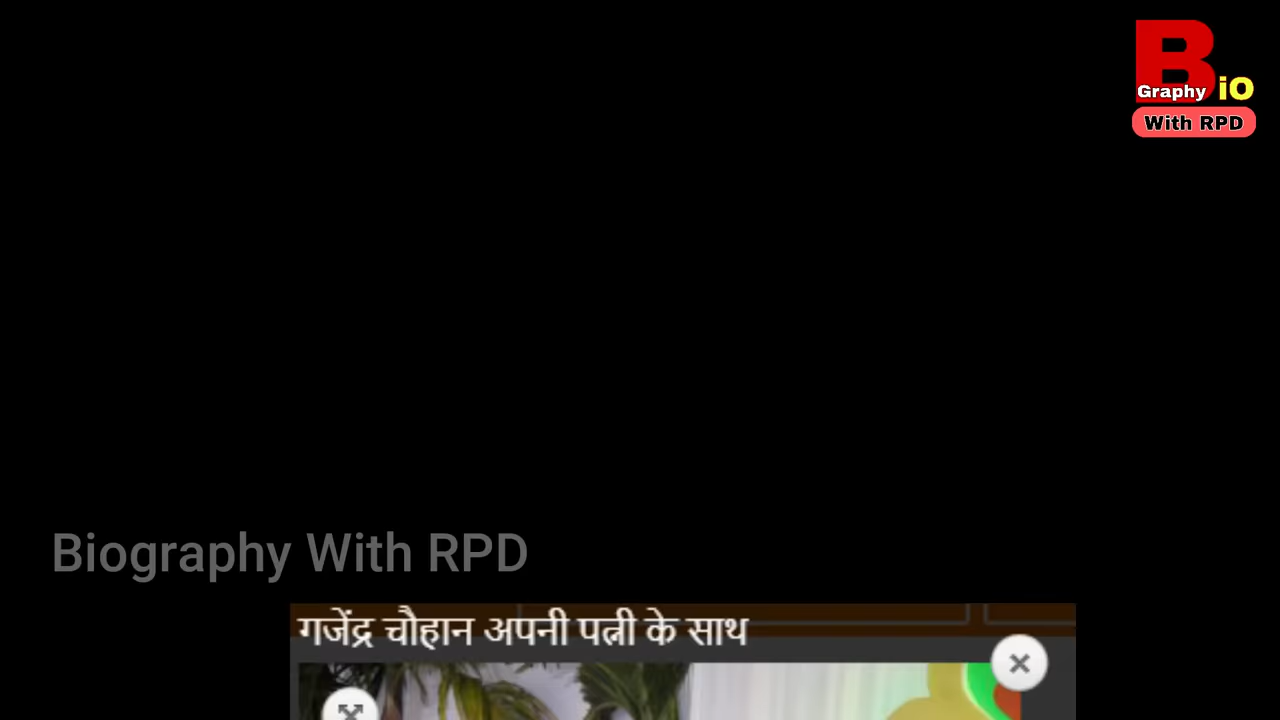 B
Graphy iO
With RPD
Biography With RPD
गजेंद्र चौहान अपनी पत्नी के साथ